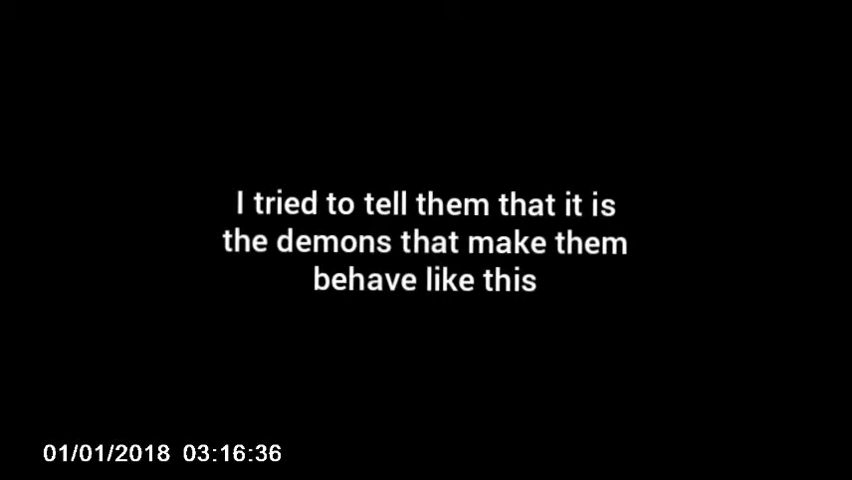 I tried to tell them that it is
the demons that make them
behave like this
01/01/2018 03:16:36